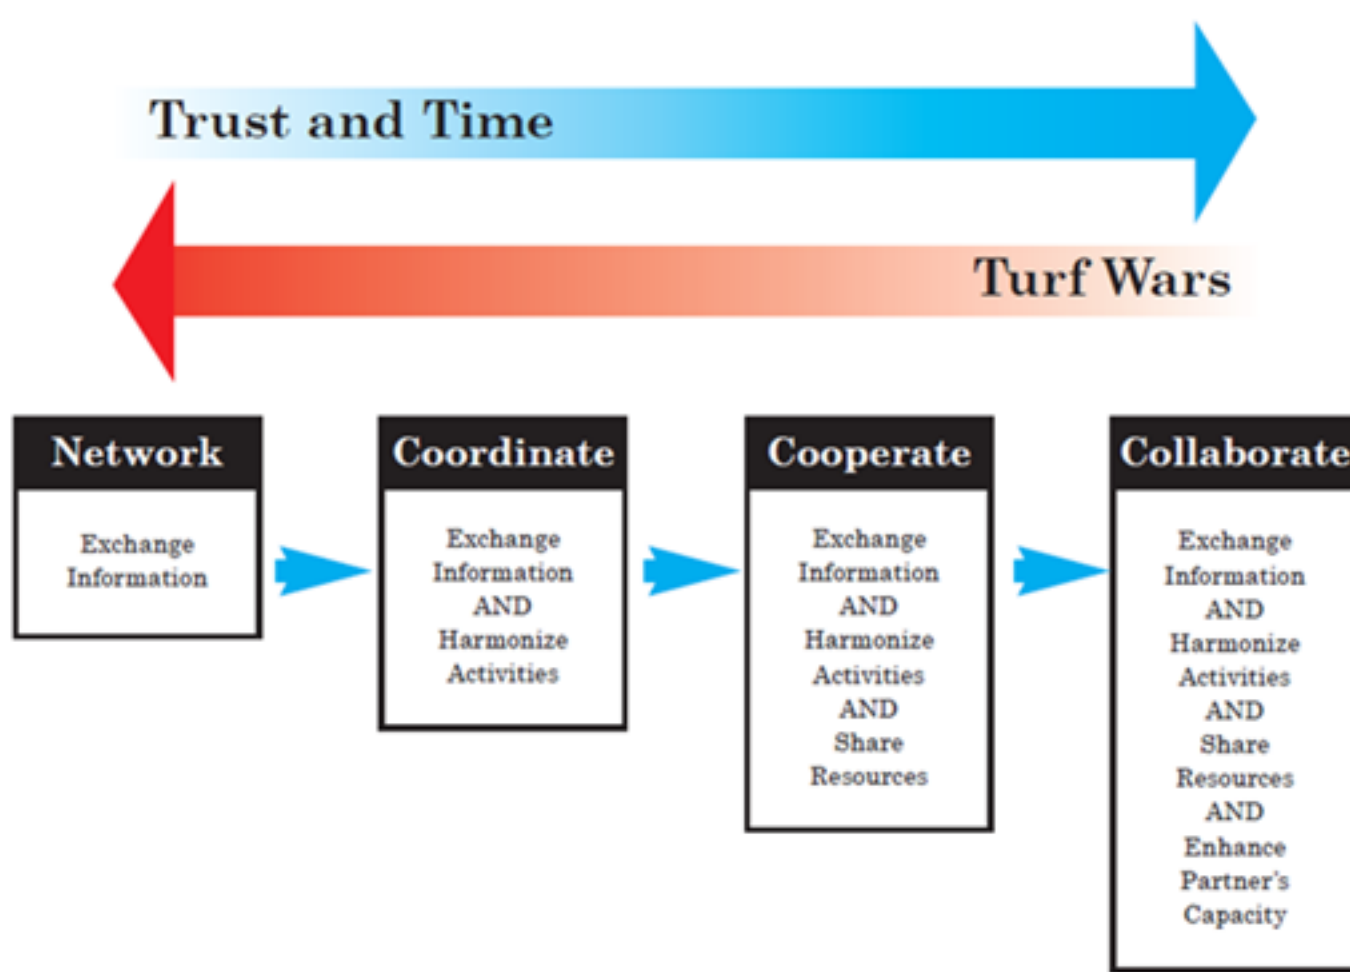 Trust and Time
Turf Wars
Network
Exchange
Information
Coordinate
Exchange
Information
AND
Harmonize
Activities
Cooperate
Exchange
Information
AND
Harmonize
Activities
AND
Share
Resources
Collaborate
Exchange
Information
AND
Harmonize
Activities
AND
Share
Resources
AND
Enhance
Partner's
Capacity